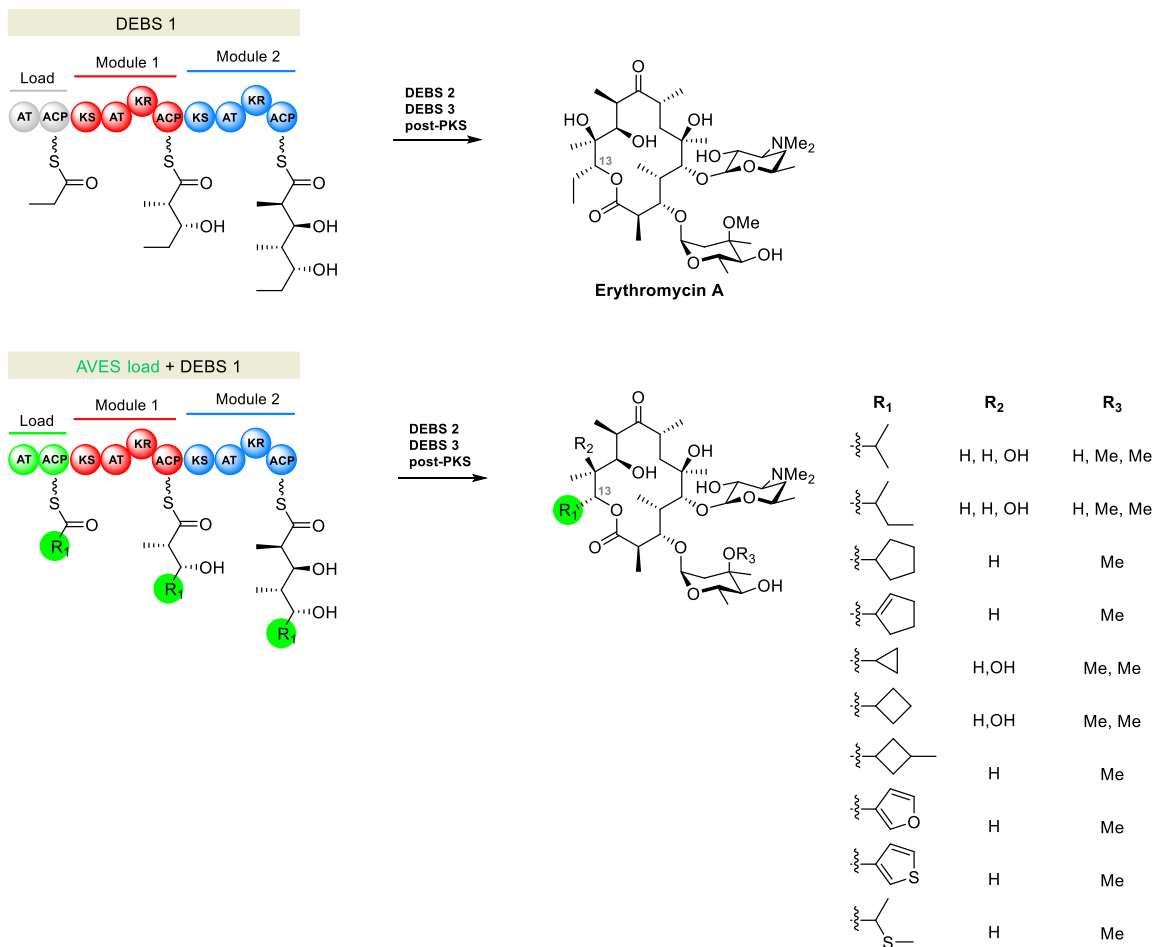 DEBS 1
Load
Module 1
Module 2
AT ACP KS AT KR ACP KS AT KR ACP
S
O
S
O
OH
S
O
OH
OH
DEBS 2
DEBS 3
post-PKS
O
HO
OH
OH
13
O
O
O
HO
NMe2
O
O
OMe
O
OH
Erythromycin A
AVES load + DEBS 1
Load
Module 1
Module 2
AT ACP KS AT KR ACP KS AT KR ACP
S
O
R1
S
O
OH
R1
S
O
OH
OH
R1
DEBS 2
DEBS 3
post-PKS
O
R2
OH
OH
13
R1
O
O
O
HO
NMe2
O
O
OR3
O
OH
R1 R2 R3
H, H, OH H, Me, Me
H, H, OH H, Me, Me
H Me
H Me
H,OH Me, Me
H,OH Me, Me
H Me
O
H Me
S
H Me
S
H Me